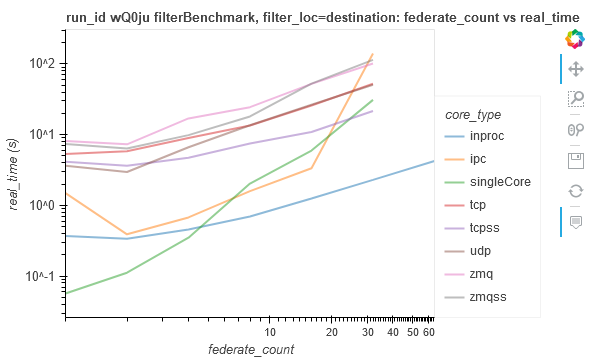 run_id wQ0ju filterBenchmark, filter_loc=destination: federate_count vs real_time
real_time (s)
10^2
10^1
10^0
10^-1
10
20
30
40
50
60
federate_count
core_type
inproc
ipc
singleCore
tcp
tcpss
udp
zmq
zmqss